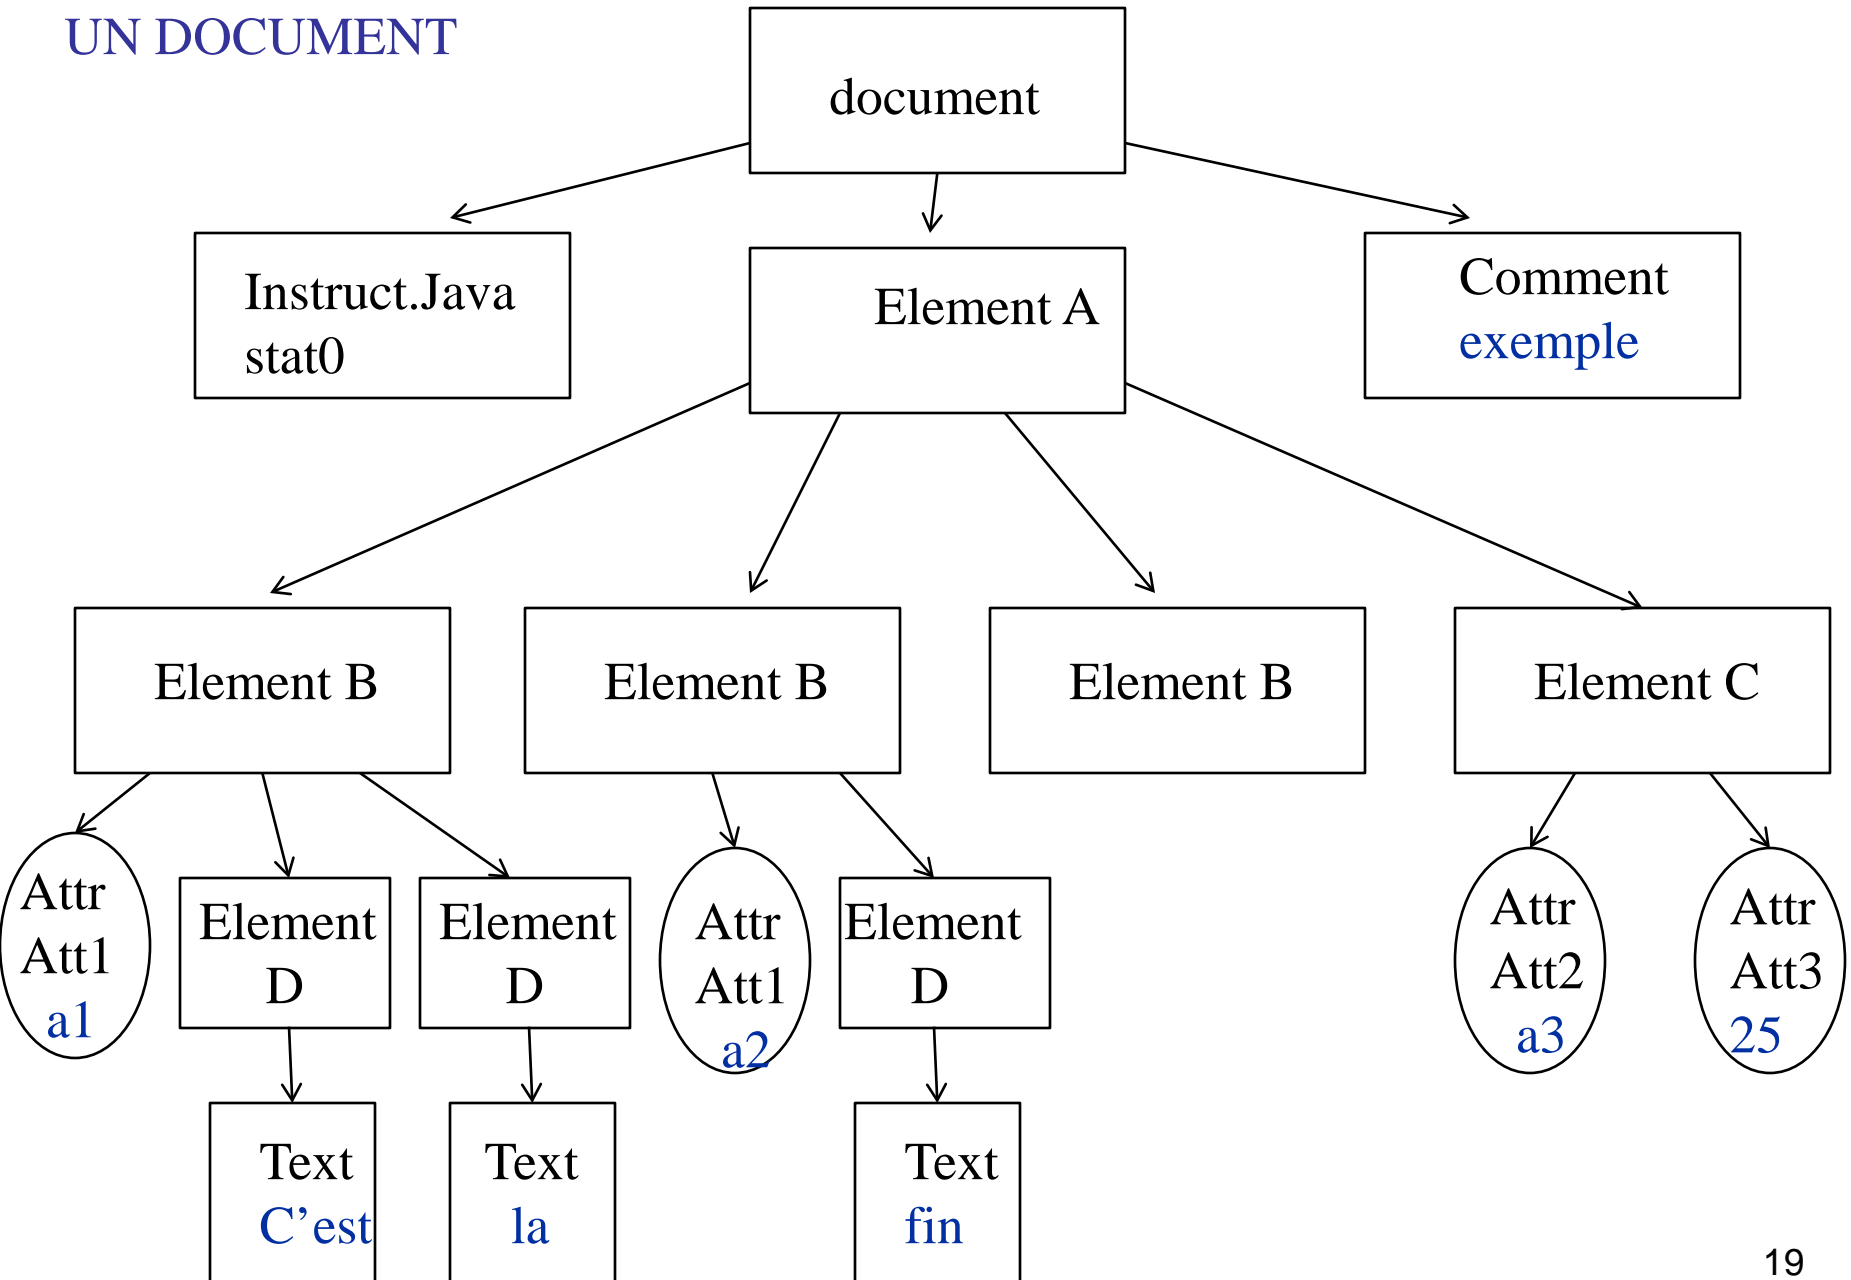 UN DOCUMENT
document
Instruct.Java
stat0
Element A
Comment
exemple
Element B
Element B
Element B
Element C
Attr
Att1
a1
Element
D
Element
D
Attr
Att1
a2
Element
D
Attr
Att2
a3
Attr
Att3
25
Text
C’est
Text
la
Text
fin
19